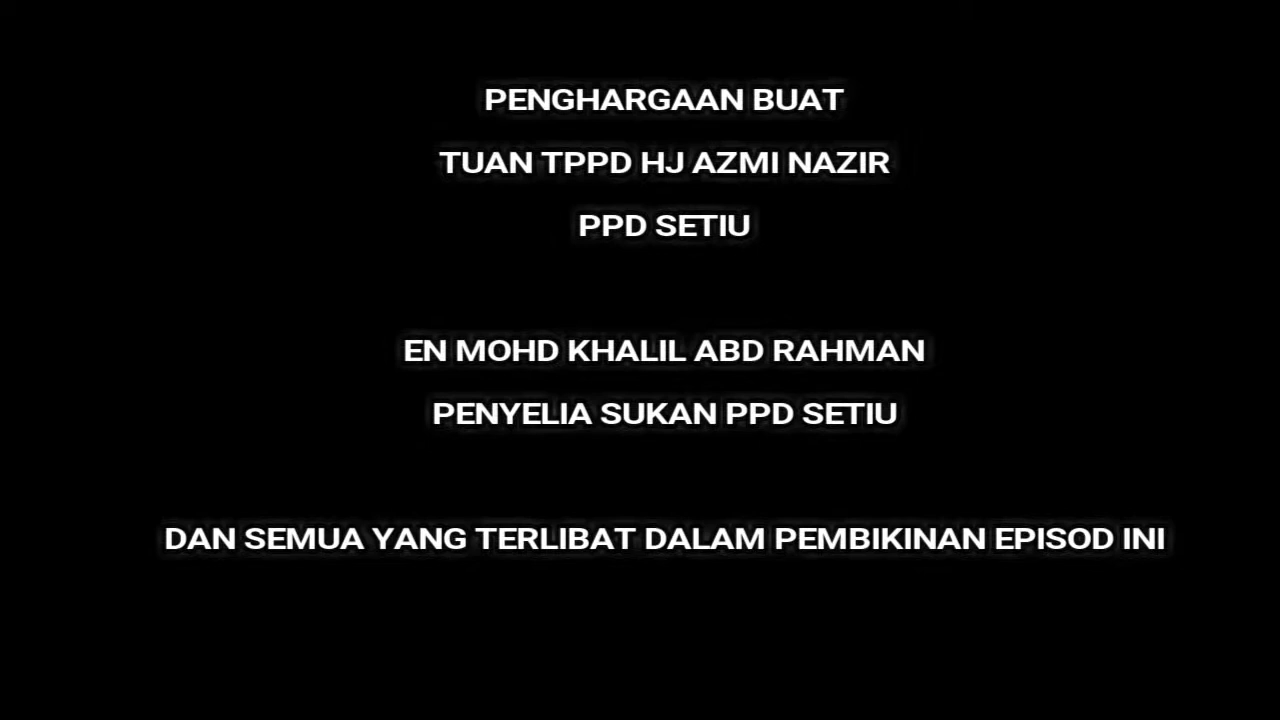 PENGHARGAAN BUAT
TUAN TPPD HJ AZMI NAZIR
PPD SETIU
EN MOHD KHALIL ABD RAHMAN
PENYELIA SUKAN PPD SETIU
DAN SEMUA YANG TERLIBAT DALAM PEMBIKINAN EPISOD INI